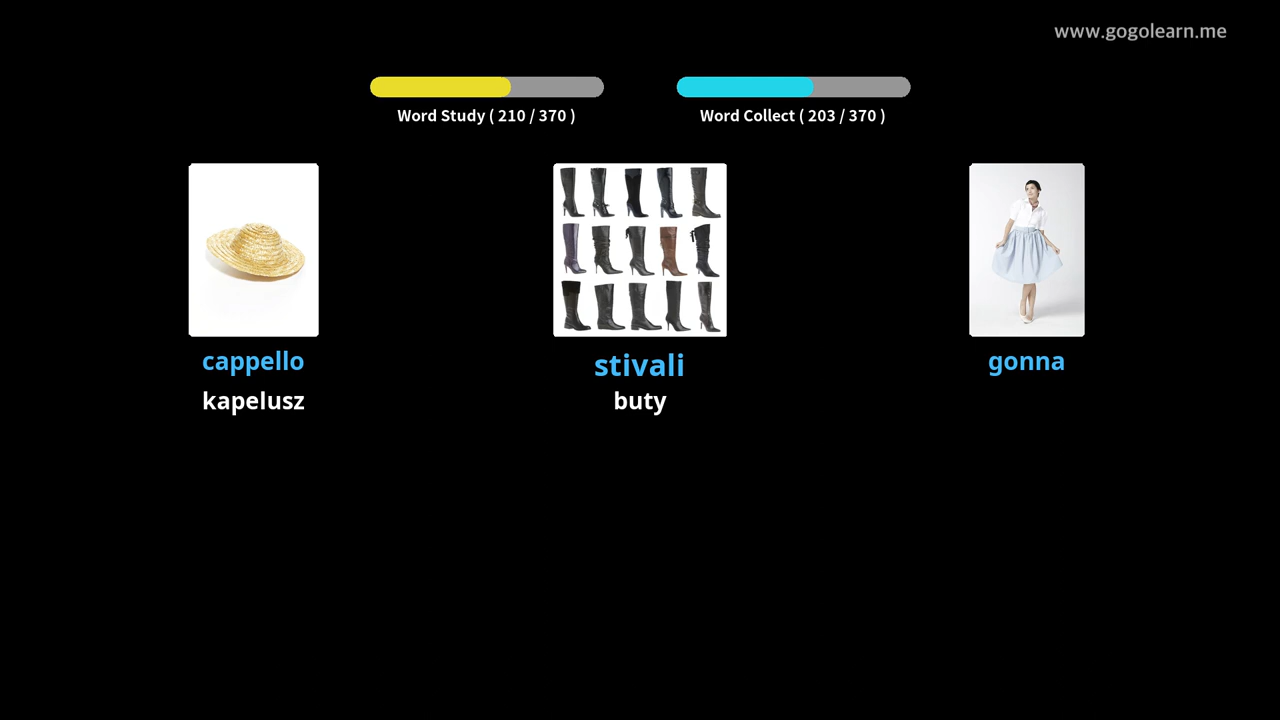 www.gogolearn.me
Word Study ( 210 / 370 )
Word Collect ( 203 / 370 )
cappello
stivali
gonna
kapelusz
buty